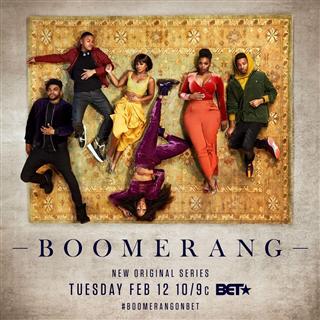 BOOMERANG
NEW ORIGINAL SERIES
TUESDAY FEB 12 10/9c BET★
#BOOMERANGONBET